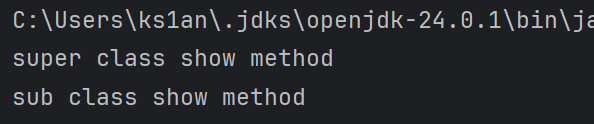 C:\Users\ks1an\.jdks\openjdk-24.0.1\bin\ja
super class show method
sub class show method